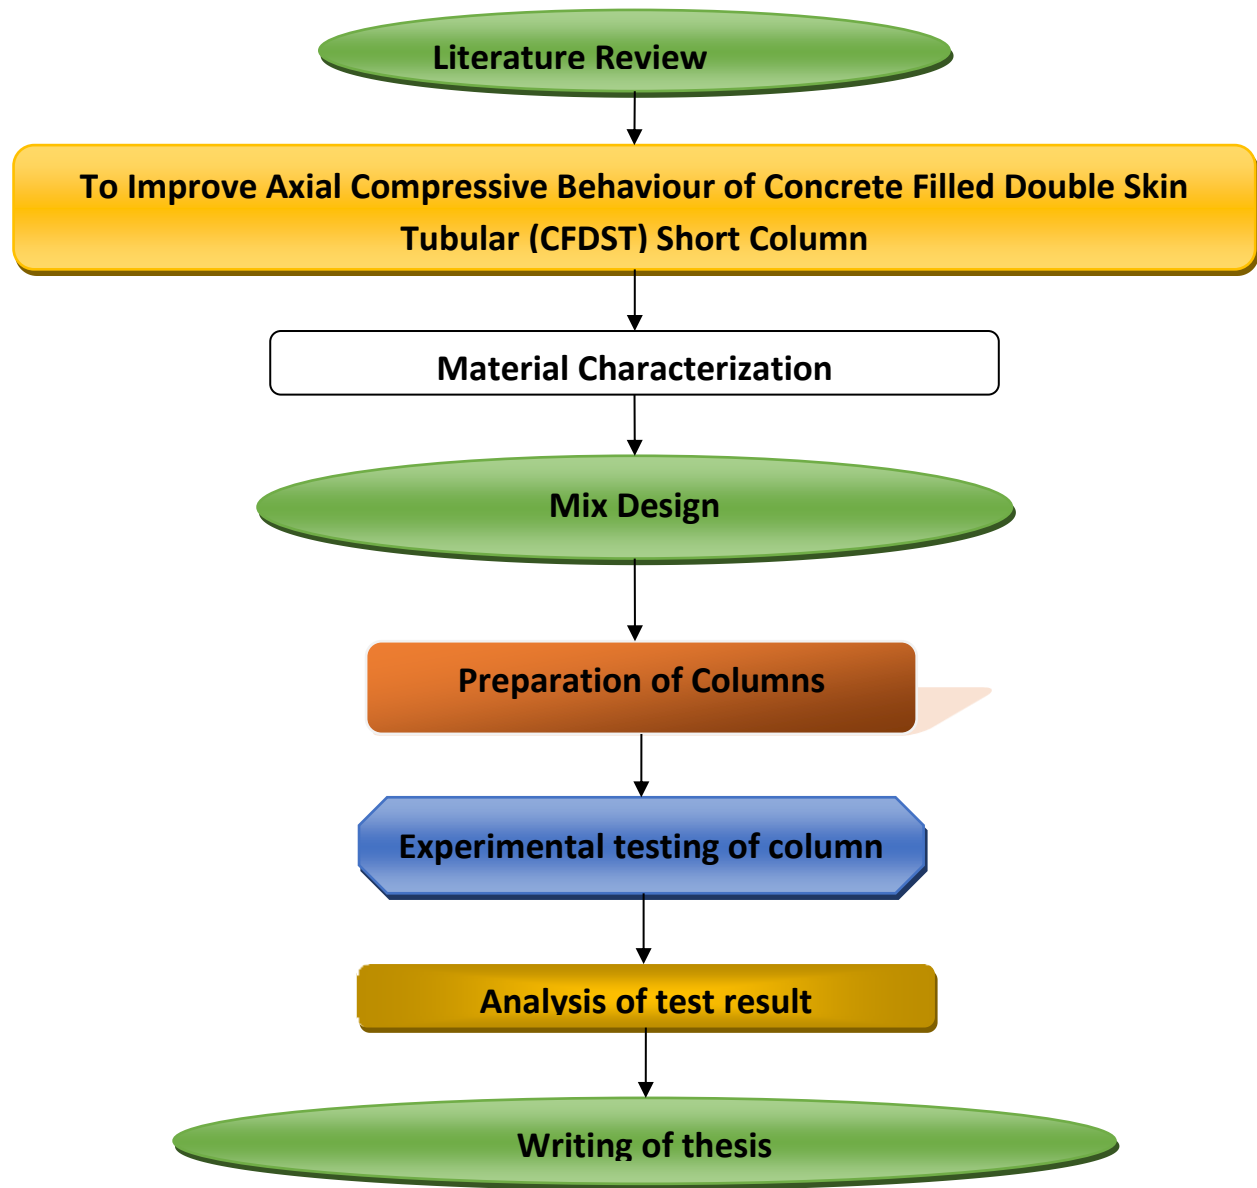 Literature Review
To Improve Axial Compressive Behaviour of Concrete Filled Double Skin
Tubular (CFDST) Short Column
Material Characterization
Mix Design
Preparation of Columns
Experimental testing of column
Analysis of test result
Writing of thesis